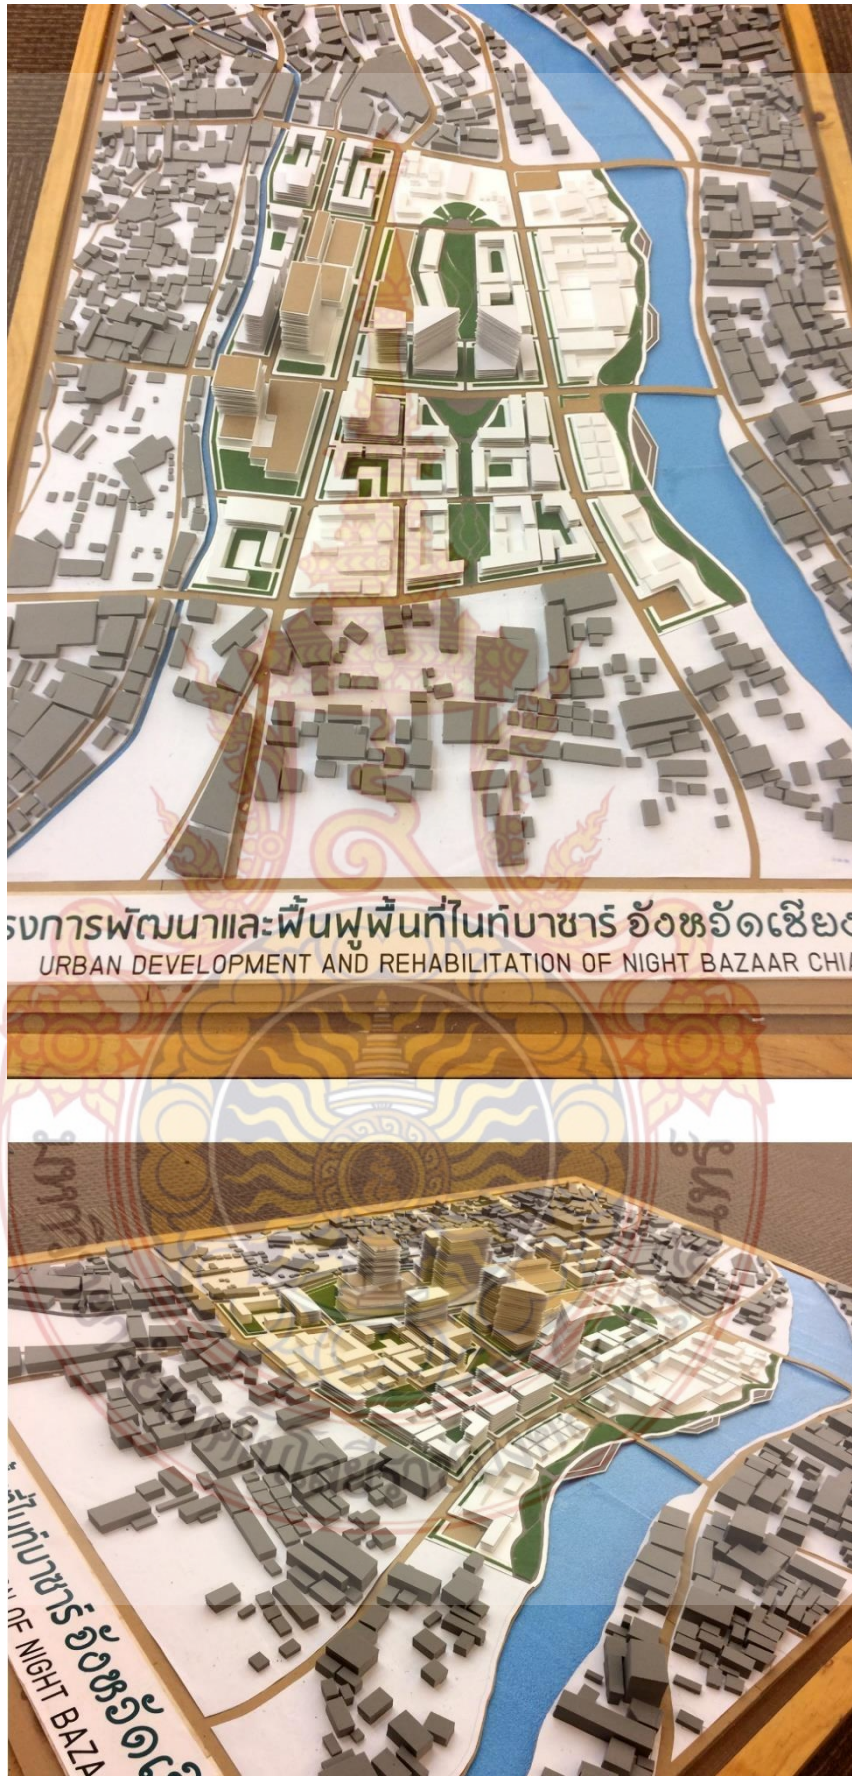 รงการพัฒนาและฟื้นฟูพื้นที่ไนท์บาซาร์ จังหวัดเชียง
URBAN DEVELOPMENT AND REHABILITATION OF NIGHT BAZAAR CHIA
ที่ไนท์บาซาร์ จังหวัดเชี
N OF NIGHT BAZA